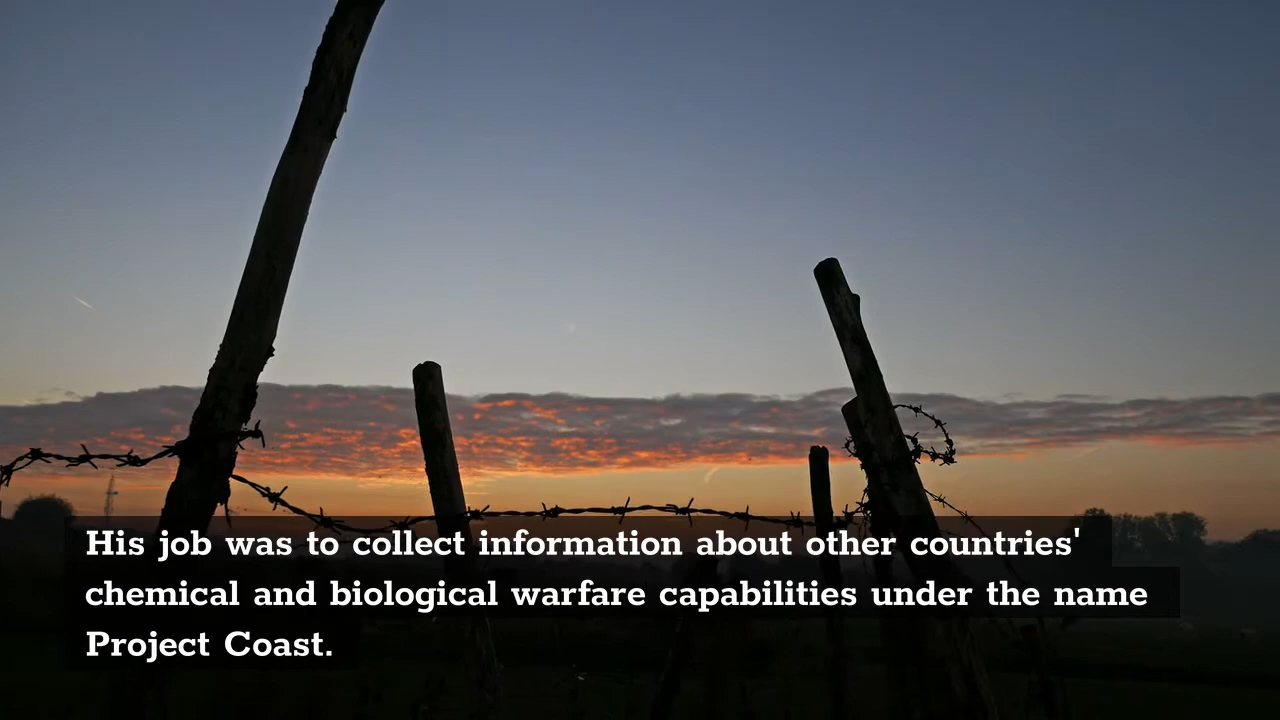 His job was to collect information about other countries'
chemical and biological warfare capabilities under the name
Project Coast.